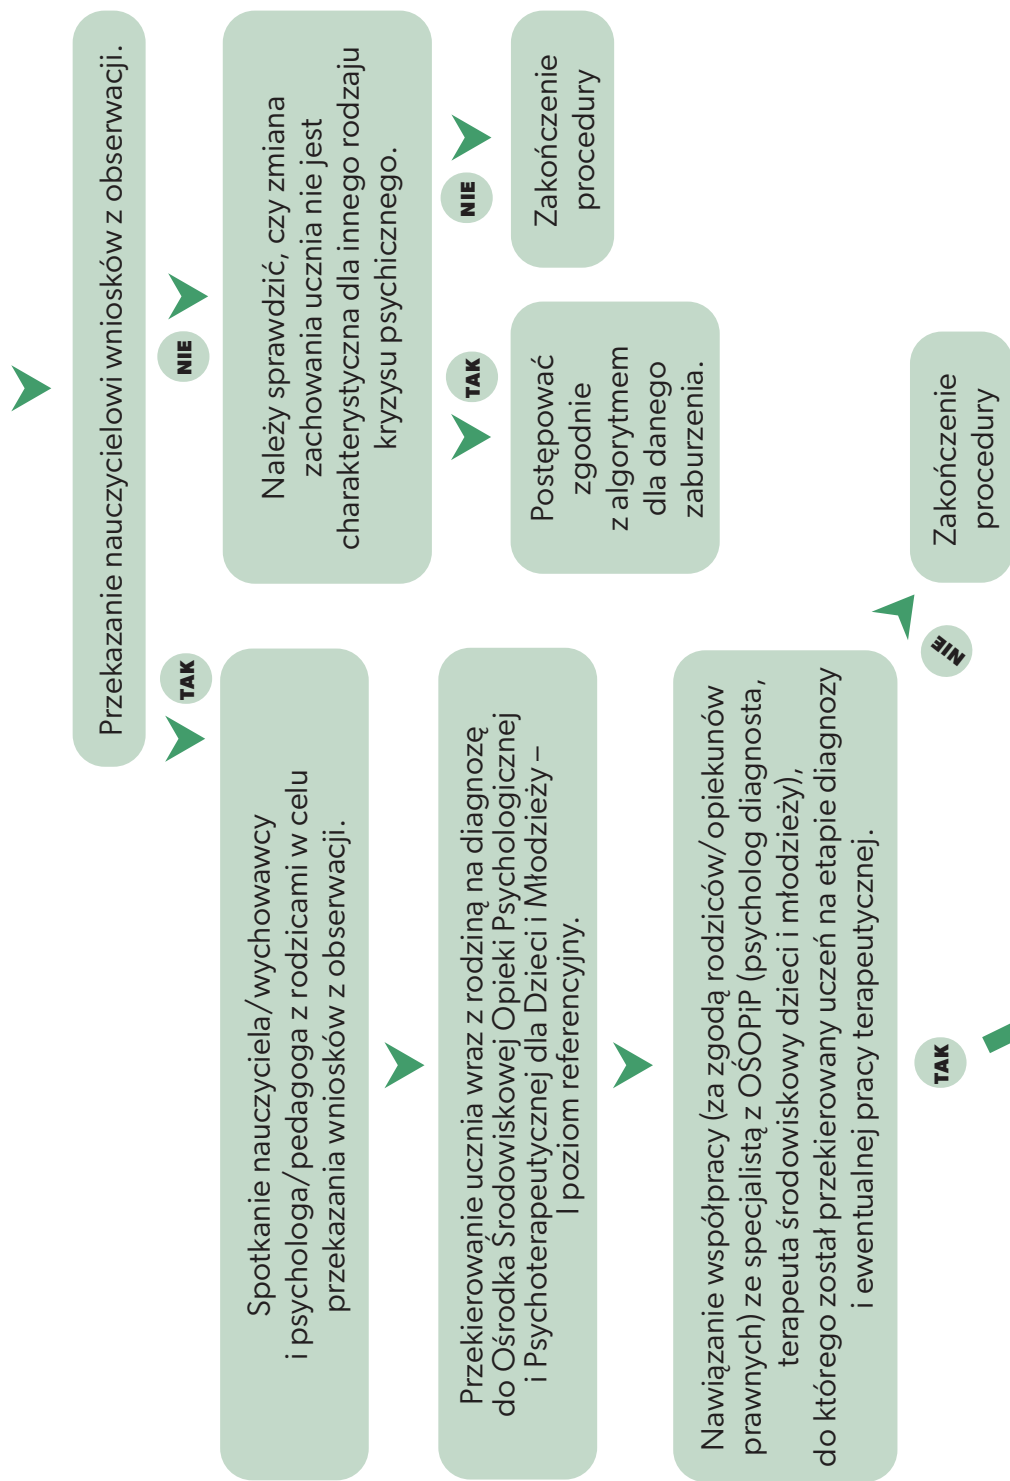 Przekazanie nauczycielowi wniosków z obserwacji.
TAK
NIE
Spotkanie nauczyciela/wychowawcy
i psychologa/pedagoga z rodzicami w celu
przekazania wniosków z obserwacji.
Należy sprawdzić, czy zmiana
zachowania ucznia nie jest
charakterystyczna dla innego rodzaju
kryzysu psychicznego.
TAK
NIE
Przekierowanie ucznia wraz z rodziną na diagnozę
do Ośrodka Środowiskowej Opieki Psychologicznej
i Psychoterapeutycznej dla Dzieci i Młodzieży –
I poziom referencyjny.
Postępować
zgodnie
z algorytmem
dla danego
zaburzenia.
Zakończenie
procedury
Nawiązanie współpracy (za zgodą rodziców/opiekunów
prawnych) ze specjalistą z OŚOPiP (psycholog diagnosta,
terapeuta środowiskowy dzieci i młodzieży),
do którego został przekierowany uczeń na etapie diagnozy
i ewentualnej pracy terapeutycznej.
TAK
NIE
Zakończenie
procedury